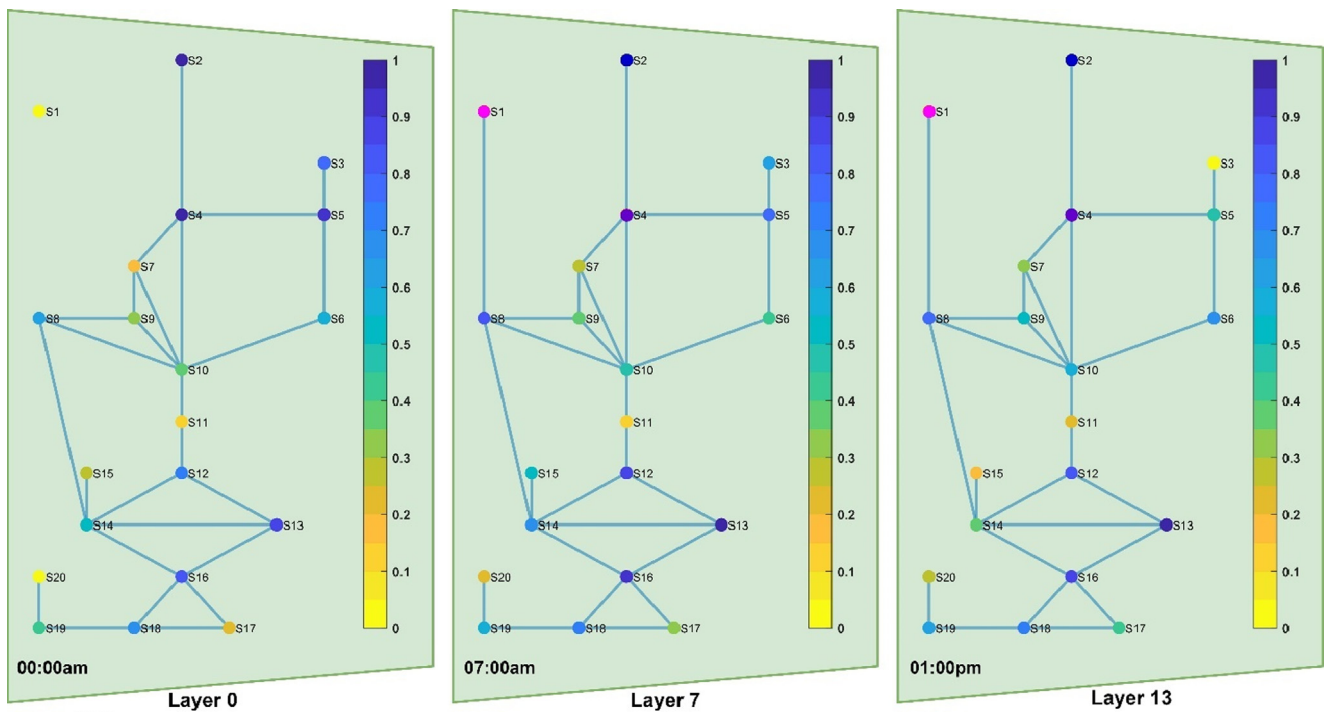 S2
S1
S3
S4
S5
S7
S8
S9
S6
S10
S11
S15
S12
S14
S13
S20
S16
S19
S18
S17
1
0.9
0.8
0.7
0.6
0.5
0.4
0.3
0.2
0.1
0
00:00am
Layer 0
S2
S1
S3
S4
S5
S7
S8
S9
S6
S10
S11
S15
S12
S14
S13
S20
S16
S19
S18
S17
1
0.9
0.8
0.7
0.6
0.5
0.4
0.3
0.2
0.1
0
07:00am
Layer 7
S2
S1
S3
S4
S5
S7
S8
S9
S6
S10
S11
S15
S12
S14
S13
S20
S16
S19
S18
S17
1
0.9
0.8
0.7
0.6
0.5
0.4
0.3
0.2
0.1
0
01:00pm
Layer 13